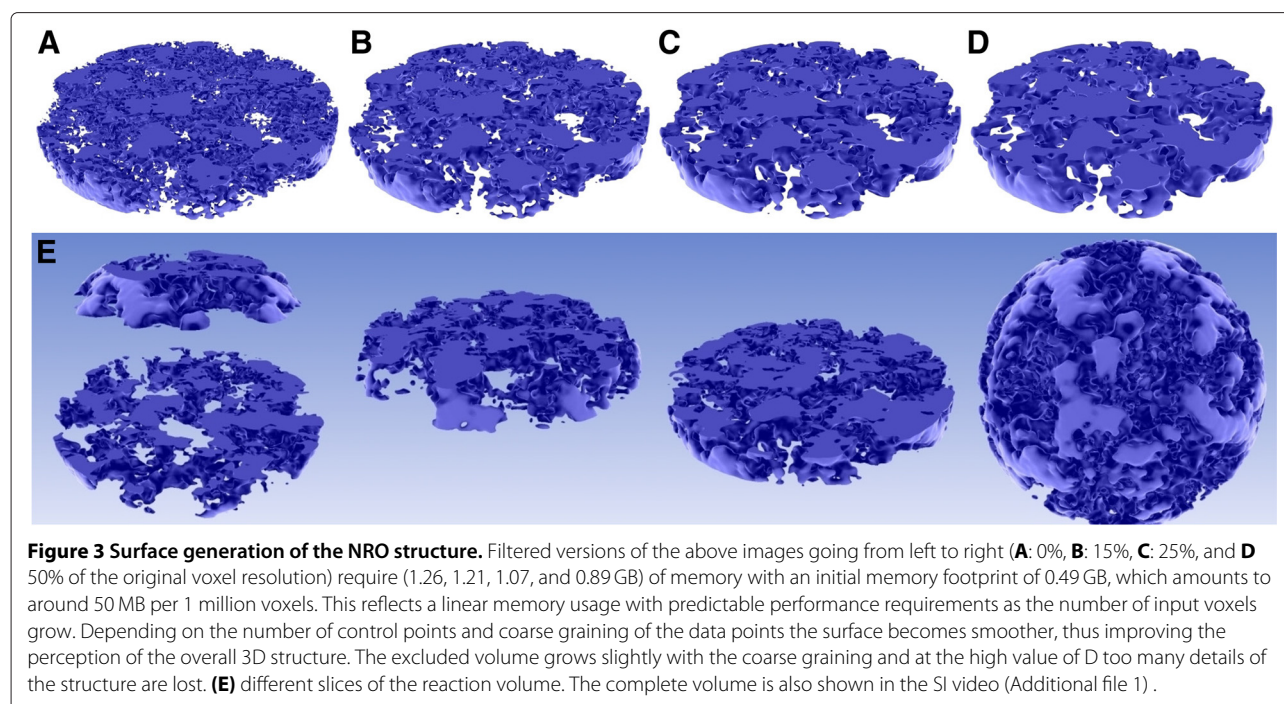 A B C D
E
Figure 3 Surface generation of the NRO structure. Filtered versions of the above images going from left to right (A: 0%, B: 15%, C: 25%, and D
50% of the original voxel resolution) require (1.26, 1.21, 1.07, and 0.89 GB) of memory with an initial memory footprint of 0.49 GB, which amounts to
around 50 MB per 1 million voxels. This reflects a linear memory usage with predictable performance requirements as the number of input voxels
grow. Depending on the number of control points and coarse graining of the data points the surface becomes smoother, thus improving the
perception of the overall 3D structure. The excluded volume grows slightly with the coarse graining and at the high value of D too many details of
the structure are lost. (E) different slices of the reaction volume. The complete volume is also shown in the SI video (Additional file 1) .